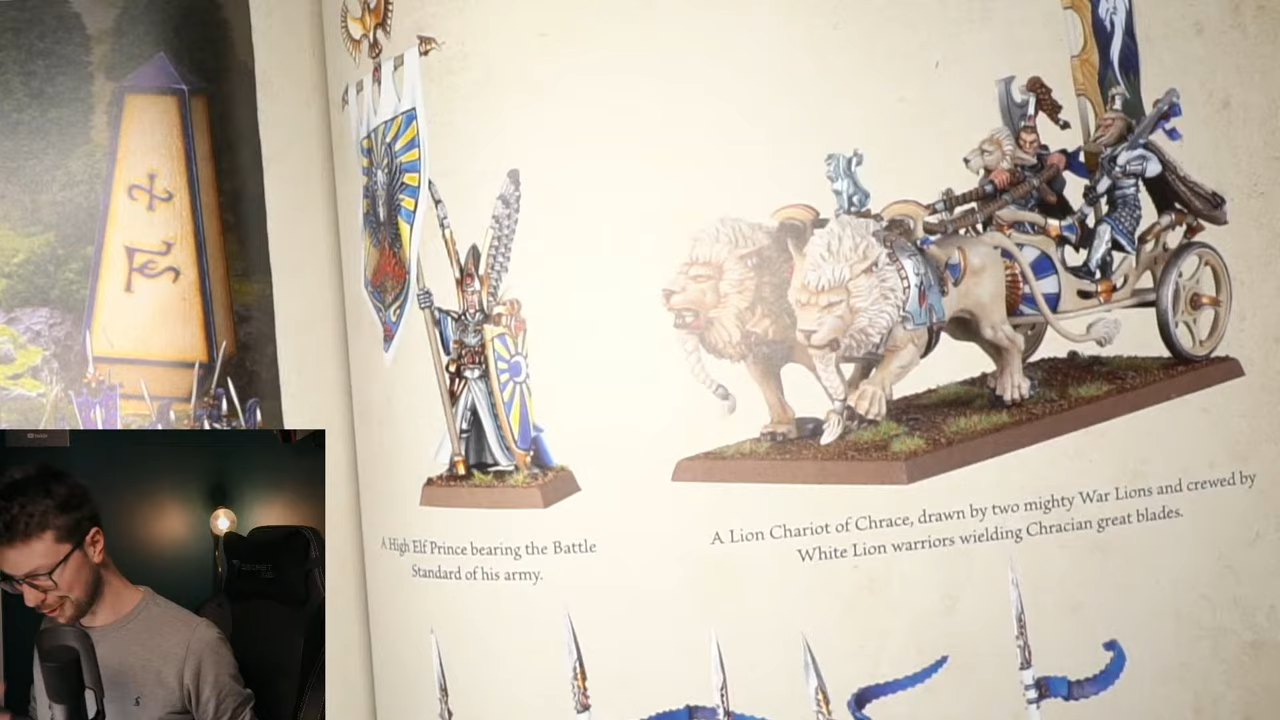 A High Elf Prince bearing the Battle
Standard of his army.
A Lion Chariot of Chrace, drawn by two mighty War Lions and crewed by
White Lion warriors wielding Chracian great blades.